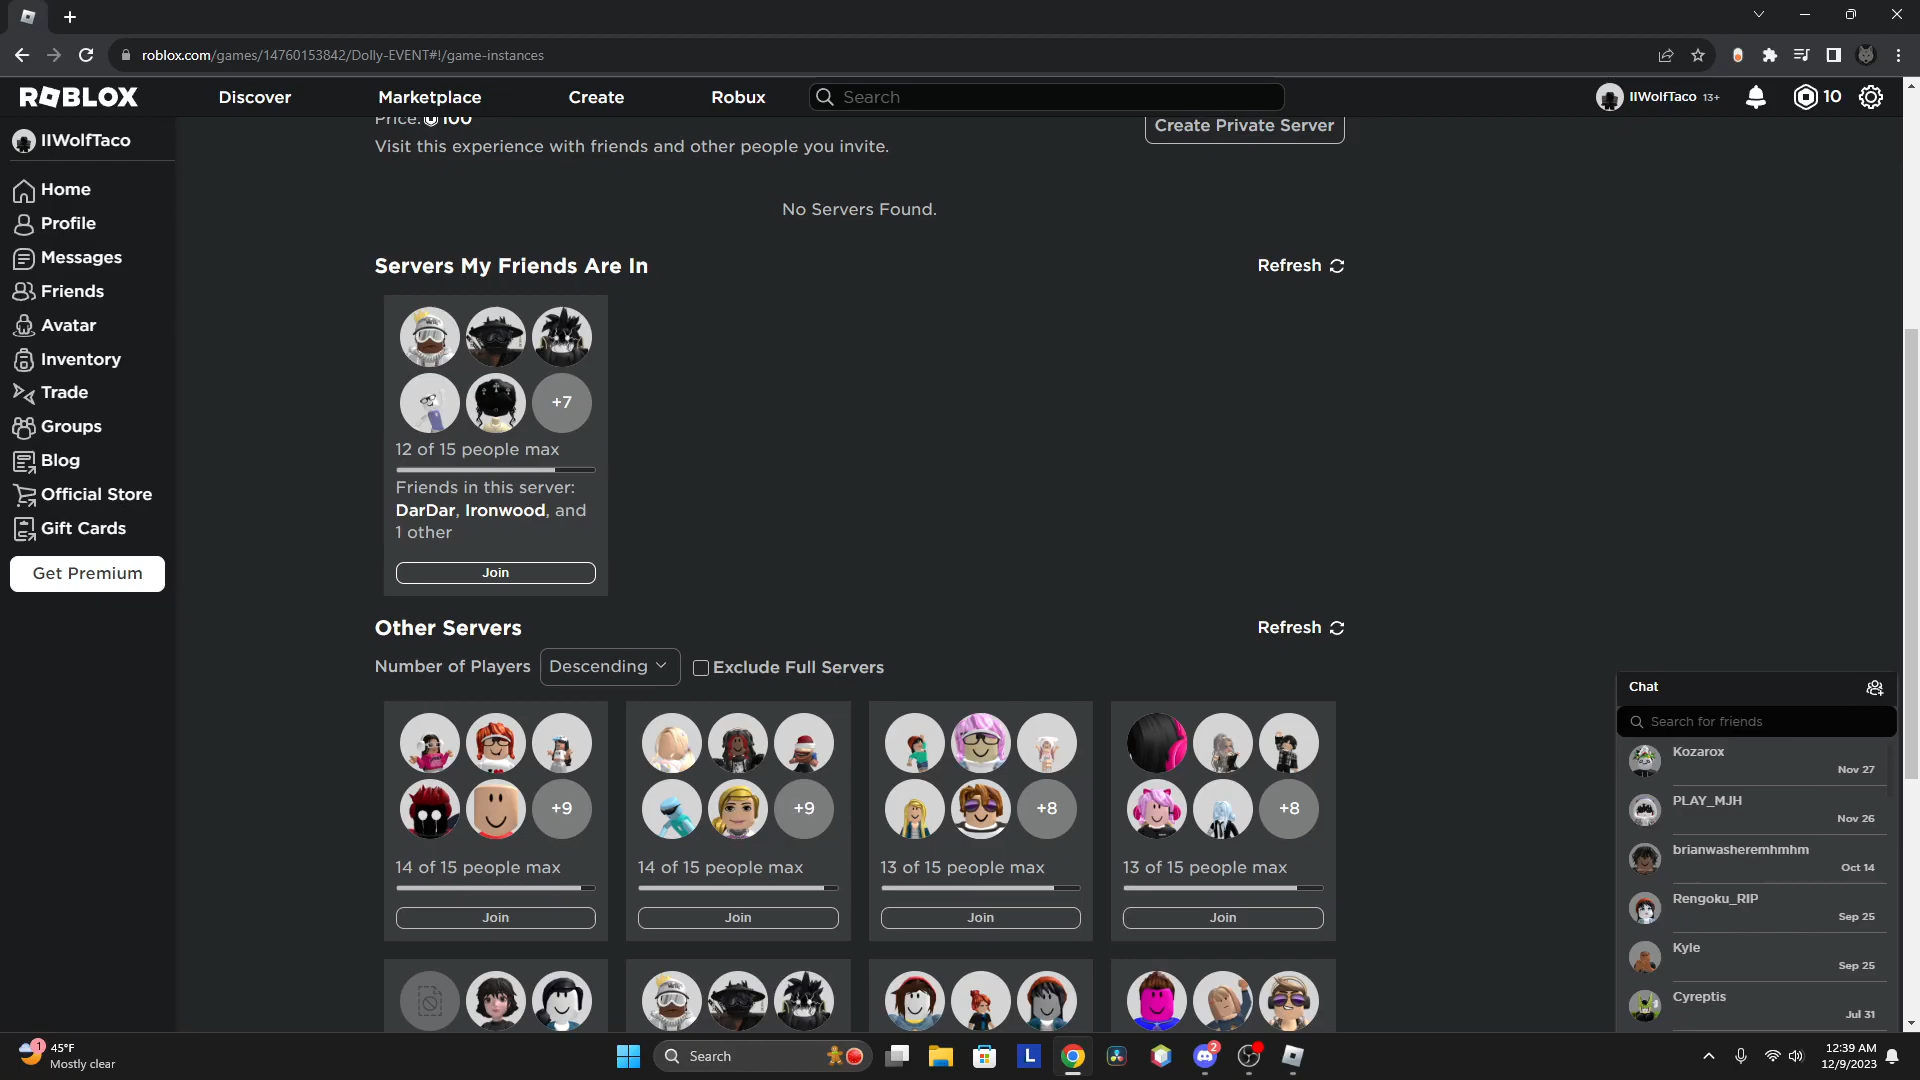 roblox.com/games/14760153842/Dolly-EVENT#!/game-instances
ROBLOX
Discover
Marketplace
Create
Robux
Search
IIWolfTaco 13+
10
IIWolfTaco
Home
Profile
Messages
Friends
Avatar
Inventory
Trade
Groups
Blog
Official Store
Gift Cards
Get Premium
Price: 100
Create Private Server
Visit this experience with friends and other people you invite.
No Servers Found.
Servers My Friends Are In
Refresh
+7
12 of 15 people max
Friends in this server:
DarDar, Ironwood, and
1 other
Join
Other Servers
Refresh
Number of Players
Descending
Exclude Full Servers
+9
14 of 15 people max
Join
+9
14 of 15 people max
Join
+8
13 of 15 people max
Join
+8
13 of 15 people max
Join
Chat
Search for friends
Kozarox
Nov 27
PLAY_MJH
Nov 26
brianwasheremhmhm
Oct 14
Rengoku_RIP
Sep 25
Kyle
Sep 25
Cyreptis
Jul 31
1
45°F
Mostly clear
Search
L
2
12:39 AM
12/9/2023